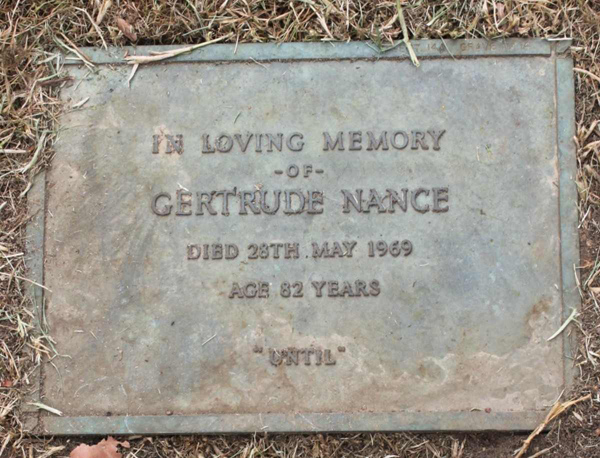 IN LOVING MEMORY
-OF-
GERTRUDE NANCE
DIED 28TH MAY 1969
AGE 82 YEARS
"UNTIL"